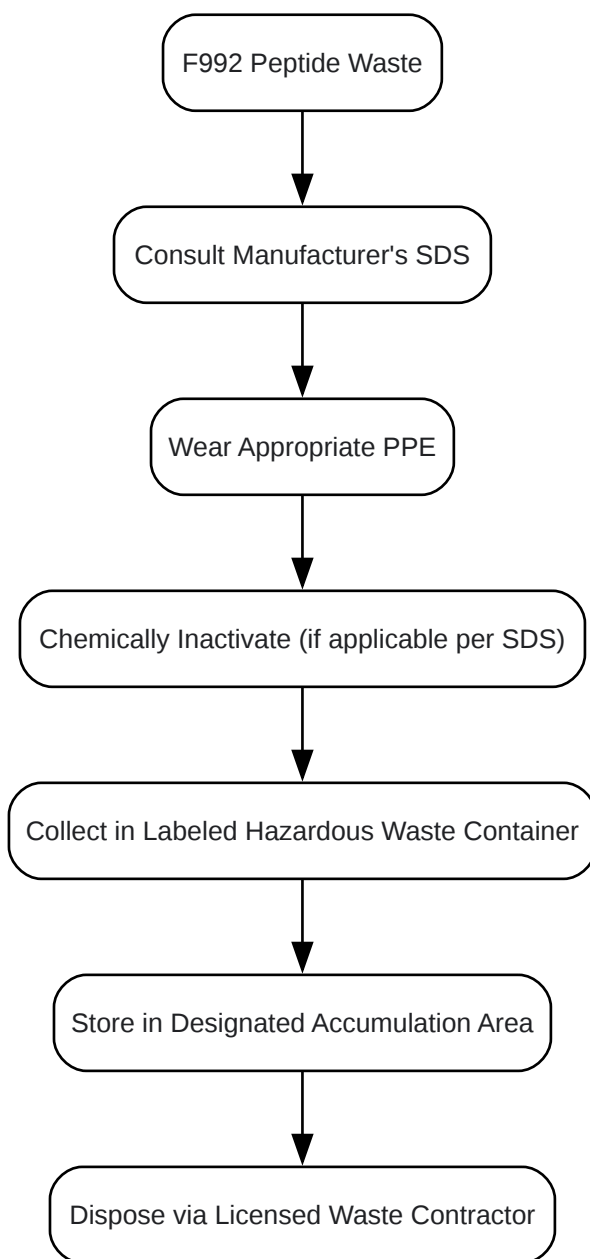 F992 Peptide Waste
Consult Manufacturer's SDS
Wear Appropriate PPE
Chemically Inactivate (if applicable per SDS)
Collect in Labeled Hazardous Waste Container
Store in Designated Accumulation Area
Dispose via Licensed Waste Contractor